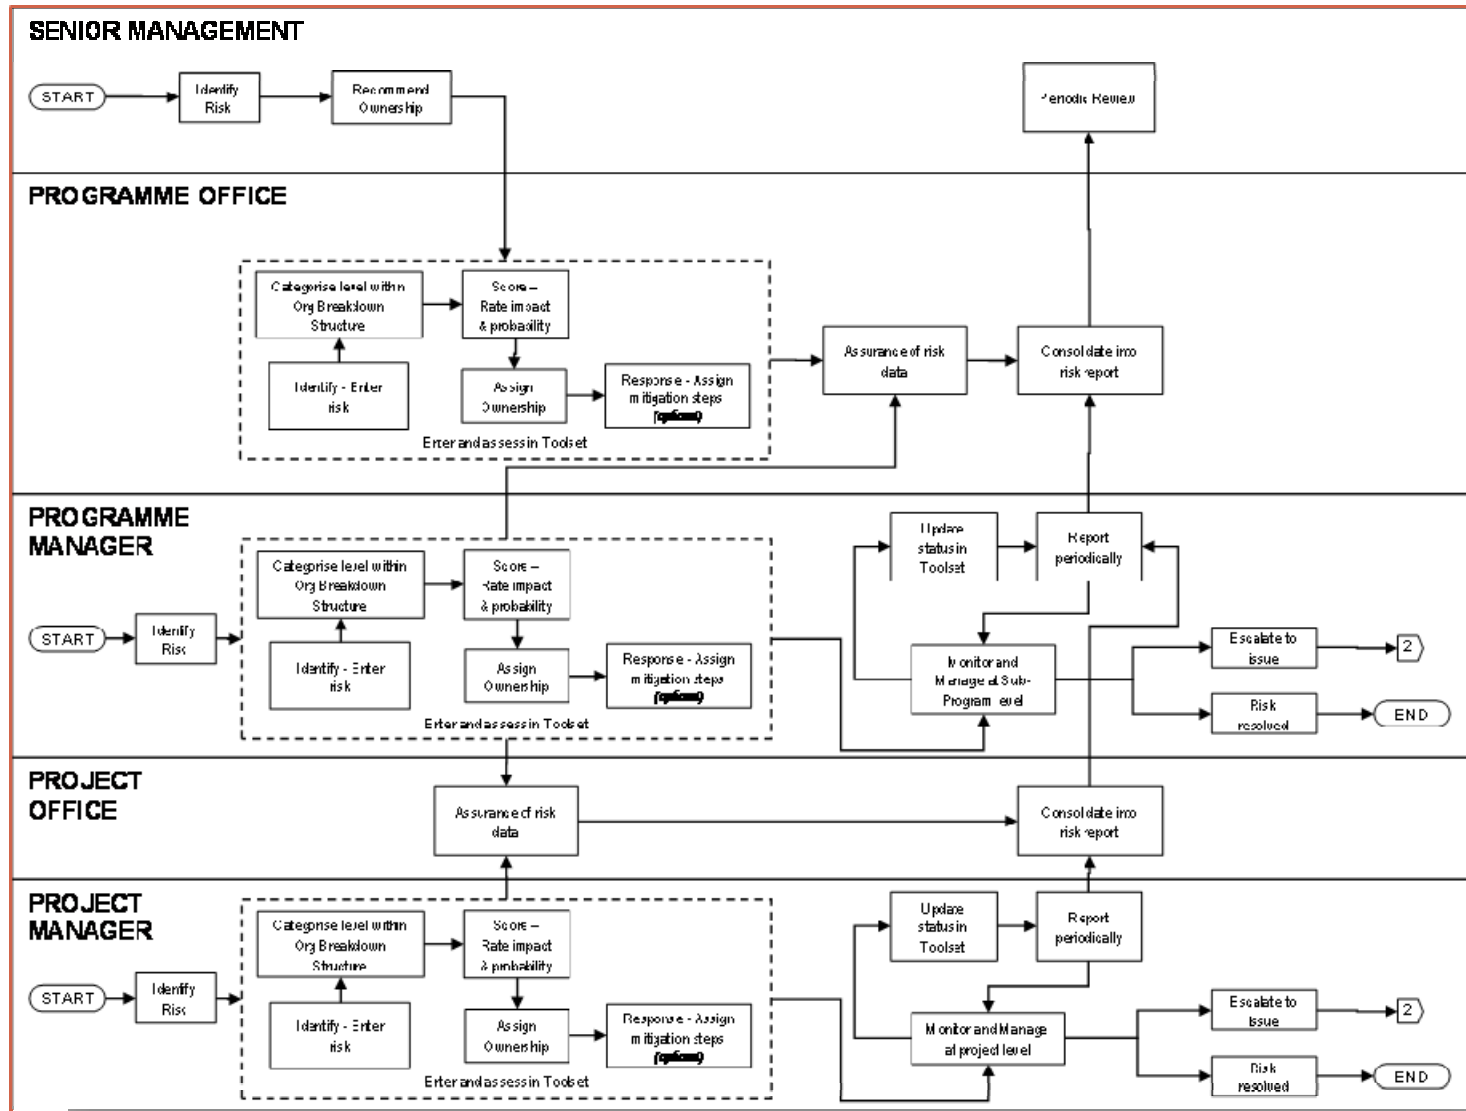 SENIOR MANAGEMENT
START
Identify
Risk
Recommend
Ownership
Periodic Review
PROGRAMME OFFICE
Categorise level within
Org Breakdown
Structure
Score –
Rate impact
& probability
Identify - Enter
risk
Assign
Ownership
Response - Assign
mitigation steps
(optional)
Enter and assess in Toolset
Assurance of risk
data
Consolidate into
risk report
PROGRAMME
MANAGER
START
Identify
Risk
Categorise level within
Org Breakdown
Structure
Score –
Rate impact
& probability
Identify - Enter
risk
Assign
Ownership
Response - Assign
mitigation steps
(optional)
Enter and assess in Toolset
Update
status in
Toolset
Report
periodically
Monitor and
Manage at Sub-
Program level
Escalate to
issue
2
Risk
resolved
END
PROJECT
OFFICE
Assurance of risk
data
Consolidate into
risk report
PROJECT
MANAGER
START
Identify
Risk
Categorise level within
Org Breakdown
Structure
Score –
Rate impact
& probability
Identify - Enter
risk
Assign
Ownership
Response - Assign
mitigation steps
(optional)
Enter and assess in Toolset
Update
status in
Toolset
Report
periodically
Monitor and Manage
at project level
Escalate to
issue
2
Risk
resolved
END